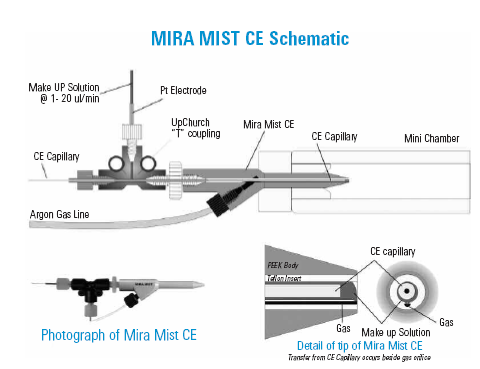 MIRA MIST CE Schematic
Make UP Solution
@ 1- 20 ul/min
Pt Electrode
UpChurch
"T" coupling
Mira Mist CE
CE Capillary
Mini Chamber
CE Capillary
Argon Gas Line
MIRA MIST
Photograph of Mira Mist CE
CE capillary
PEEK Body
Teflon Insert
Gas
Make up Solution
Gas
Detail of tip of Mira Mist CE
Transfer from CE Capillary occurs beside gas orifice